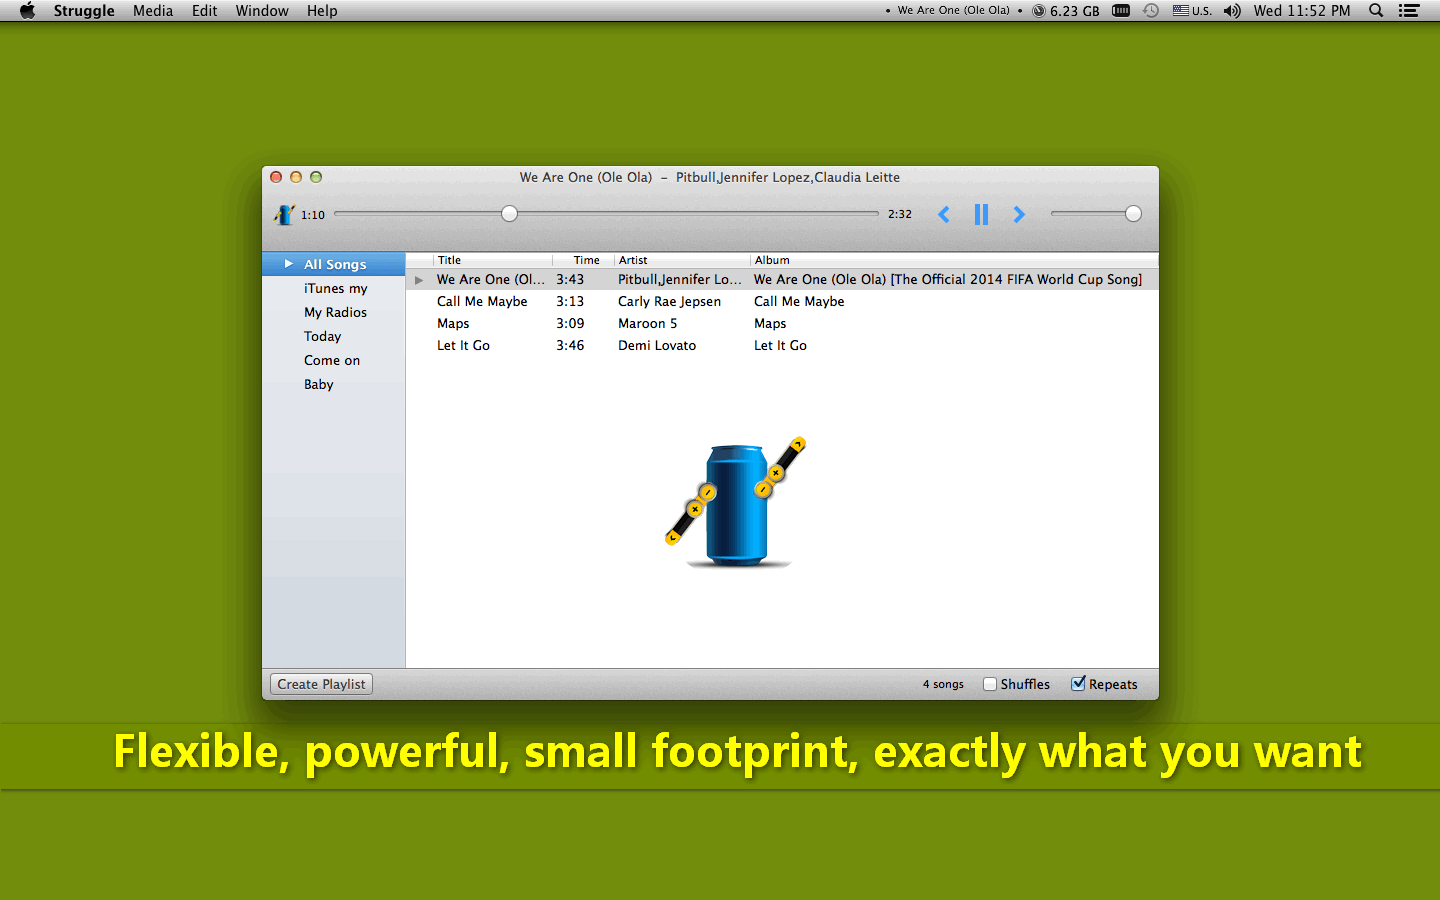 Struggle Media Edit Window Help • We Are One (Ole Ola) • 6.23 GB U.S. Wed 11:52 PM
We Are One (Ole Ola) – Pitbull,Jennifer Lopez,Claudia Leitte
1:10 2:32
All Songs
iTunes my
My Radios
Today
Come on
Baby
Title Time Artist Album
We Are One (Ol... 3:43 Pitbull,Jennifer Lo... We Are One (Ole Ola) [The Official 2014 FIFA World Cup Song]
Call Me Maybe 3:13 Carly Rae Jepsen Call Me Maybe
Maps 3:09 Maroon 5 Maps
Let It Go 3:46 Demi Lovato Let It Go
Create Playlist 4 songs Shuffles Repeats
Flexible, powerful, small footprint, exactly what you want